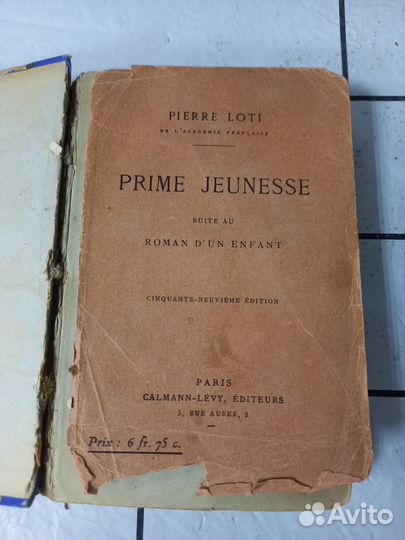 PIERRE LOTI
DE L'ACADÉMIE FRANÇAISE
PRIME JEUNESSE
SUITE AU
ROMAN D'UN ENFANT
CINQUANTE-NEUVIÈME ÉDITION
PARIS
CALMANN-LÉVY, ÉDITEURS
3, RUE AUBER, 3
Prix : 6 fr. 75 c.
Avito